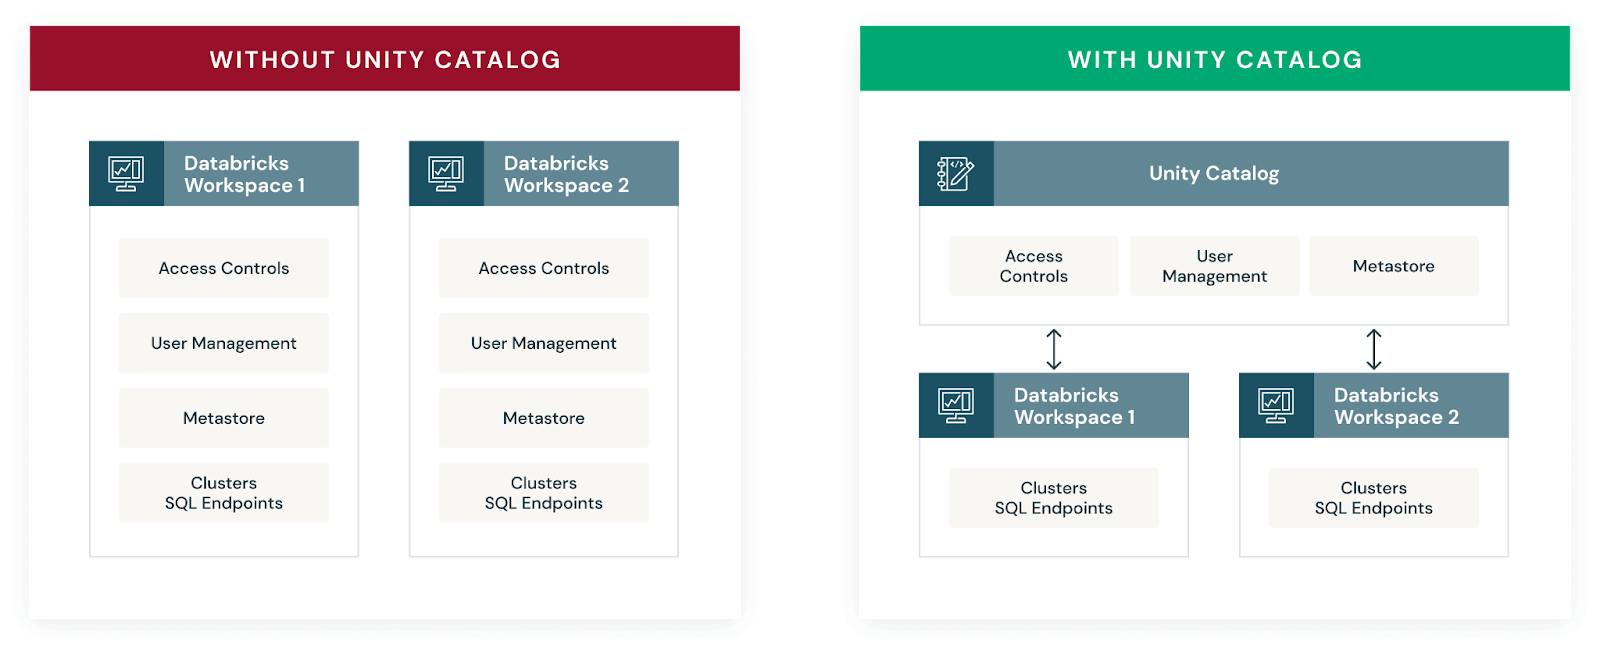 WITHOUT UNITY CATALOG
Databricks
Workspace 1
Access Controls
User Management
Metastore
Clusters
SQL Endpoints
Databricks
Workspace 2
Access Controls
User Management
Metastore
Clusters
SQL Endpoints
WITH UNITY CATALOG
Unity Catalog
Access
Controls
User
Management
Metastore
Databricks
Workspace 1
Clusters
SQL Endpoints
Databricks
Workspace 2
Clusters
SQL Endpoints